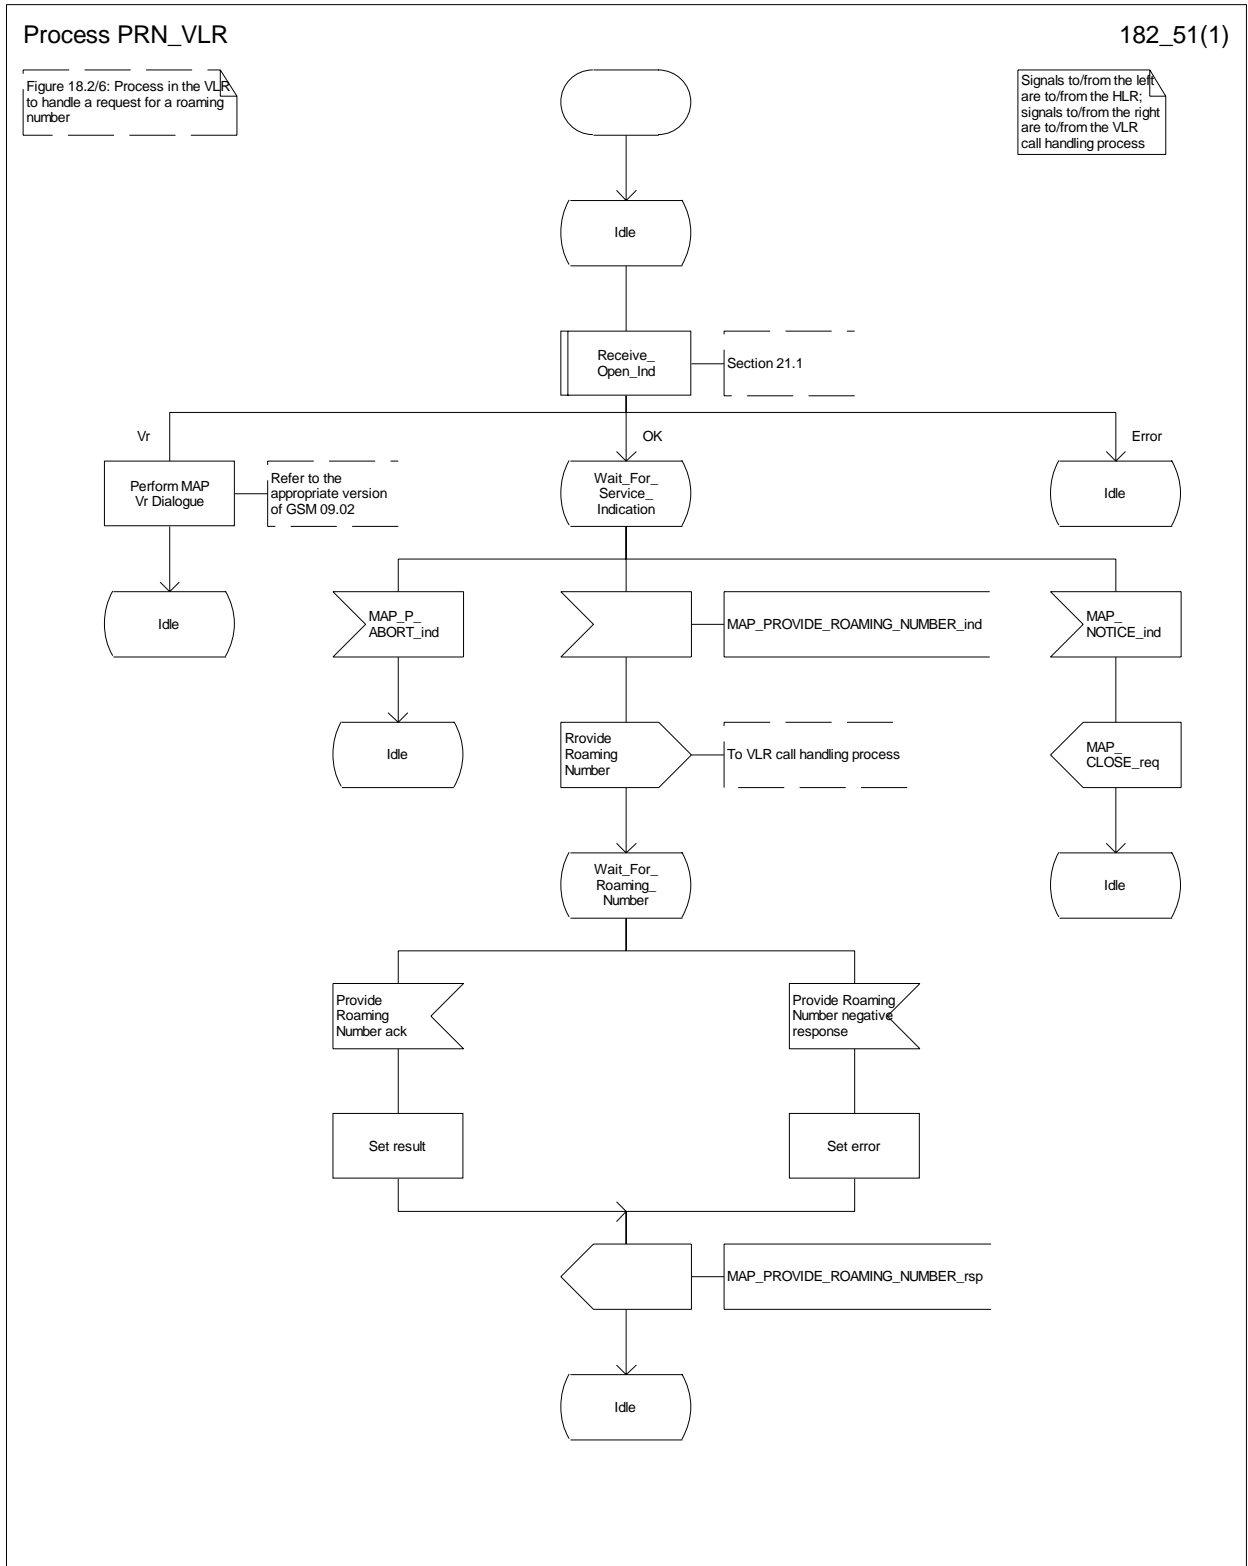 Process PRN_VLR
182_51(1)
Figure 18.2/6: Process in the VLR
to handle a request for a roaming
number
Signals to/from the left
are to/from the HLR;
signals to/from the right
are to/from the VLR
call handling process
Idle
Receive_
Open_Ind
Section 21.1
Vr
OK
Error
Perform MAP
Vr Dialogue
Refer to the
appropriate version
of GSM 09.02
Wait_For_
Service_
Indication
Idle
Idle
MAP_P_
ABORT_ind
MAP_PROVIDE_ROAMING_NUMBER_ind
MAP_
NOTICE_ind
Idle
Rrovide
Roaming
Number
To VLR call handling process
MAP_
CLOSE_req
Wait_For_
Roaming_
Number
Idle
Provide
Roaming
Number ack
Provide Roaming
Number negative
response
Set result
Set error
MAP_PROVIDE_ROAMING_NUMBER_rsp
Idle